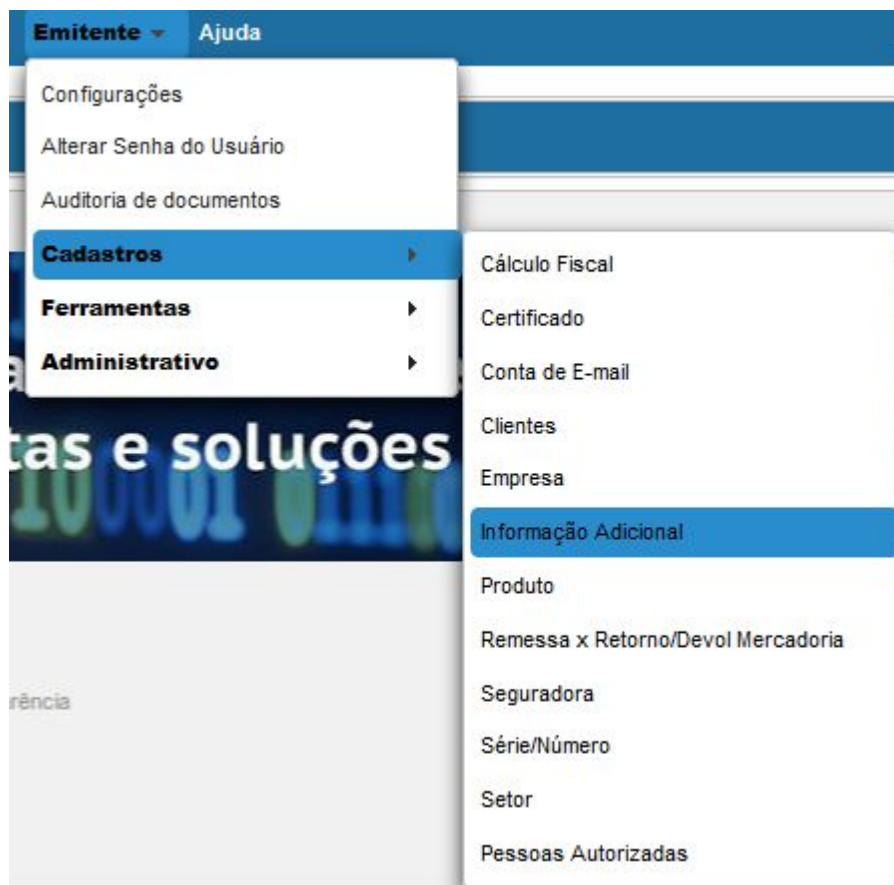 Emitente Ajuda
Configurações
Alterar Senha do Usuário
Auditoria de documentos
Cadastros
Ferramentas
Administrativo
Cálculo Fiscal
Certificado
Conta de E-mail
Clientes
Empresa
Informação Adicional
Produto
Remessa x Retorno/Devol Mercadoria
Seguradora
Série/Número
Setor
Pessoas Autorizadas
tas e soluções
rência